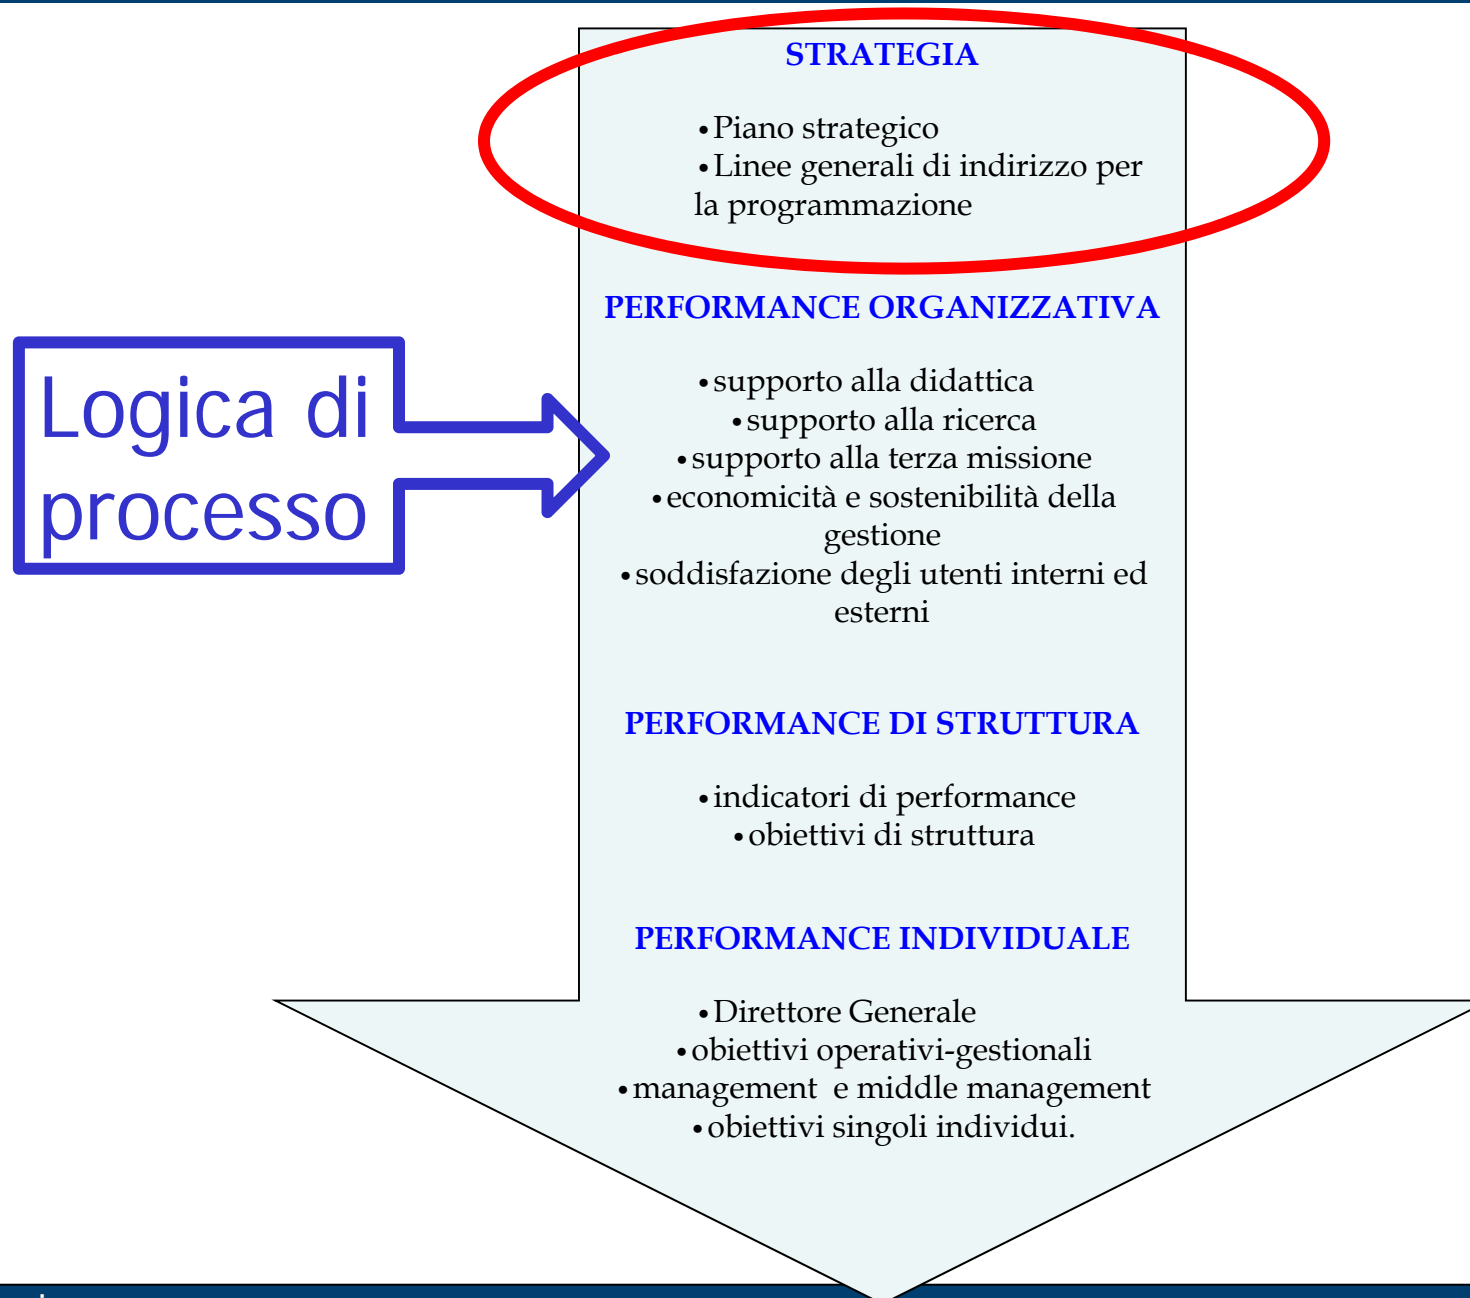 STRATEGIA
•Piano strategico
•Linee generali di indirizzo per
la programmazione
PERFORMANCE ORGANIZZATIVA
•supporto alla didattica
•supporto alla ricerca
•supporto alla terza missione
•economicità e sostenibilità della
gestione
•soddisfazione degli utenti interni ed
esterni
Logica di
processo
PERFORMANCE DI STRUTTURA
•indicatori di performance
•obiettivi di struttura
PERFORMANCE INDIVIDUALE
•Direttore Generale
•obiettivi operativi-gestionali
•management e middle management
•obiettivi singoli individui.